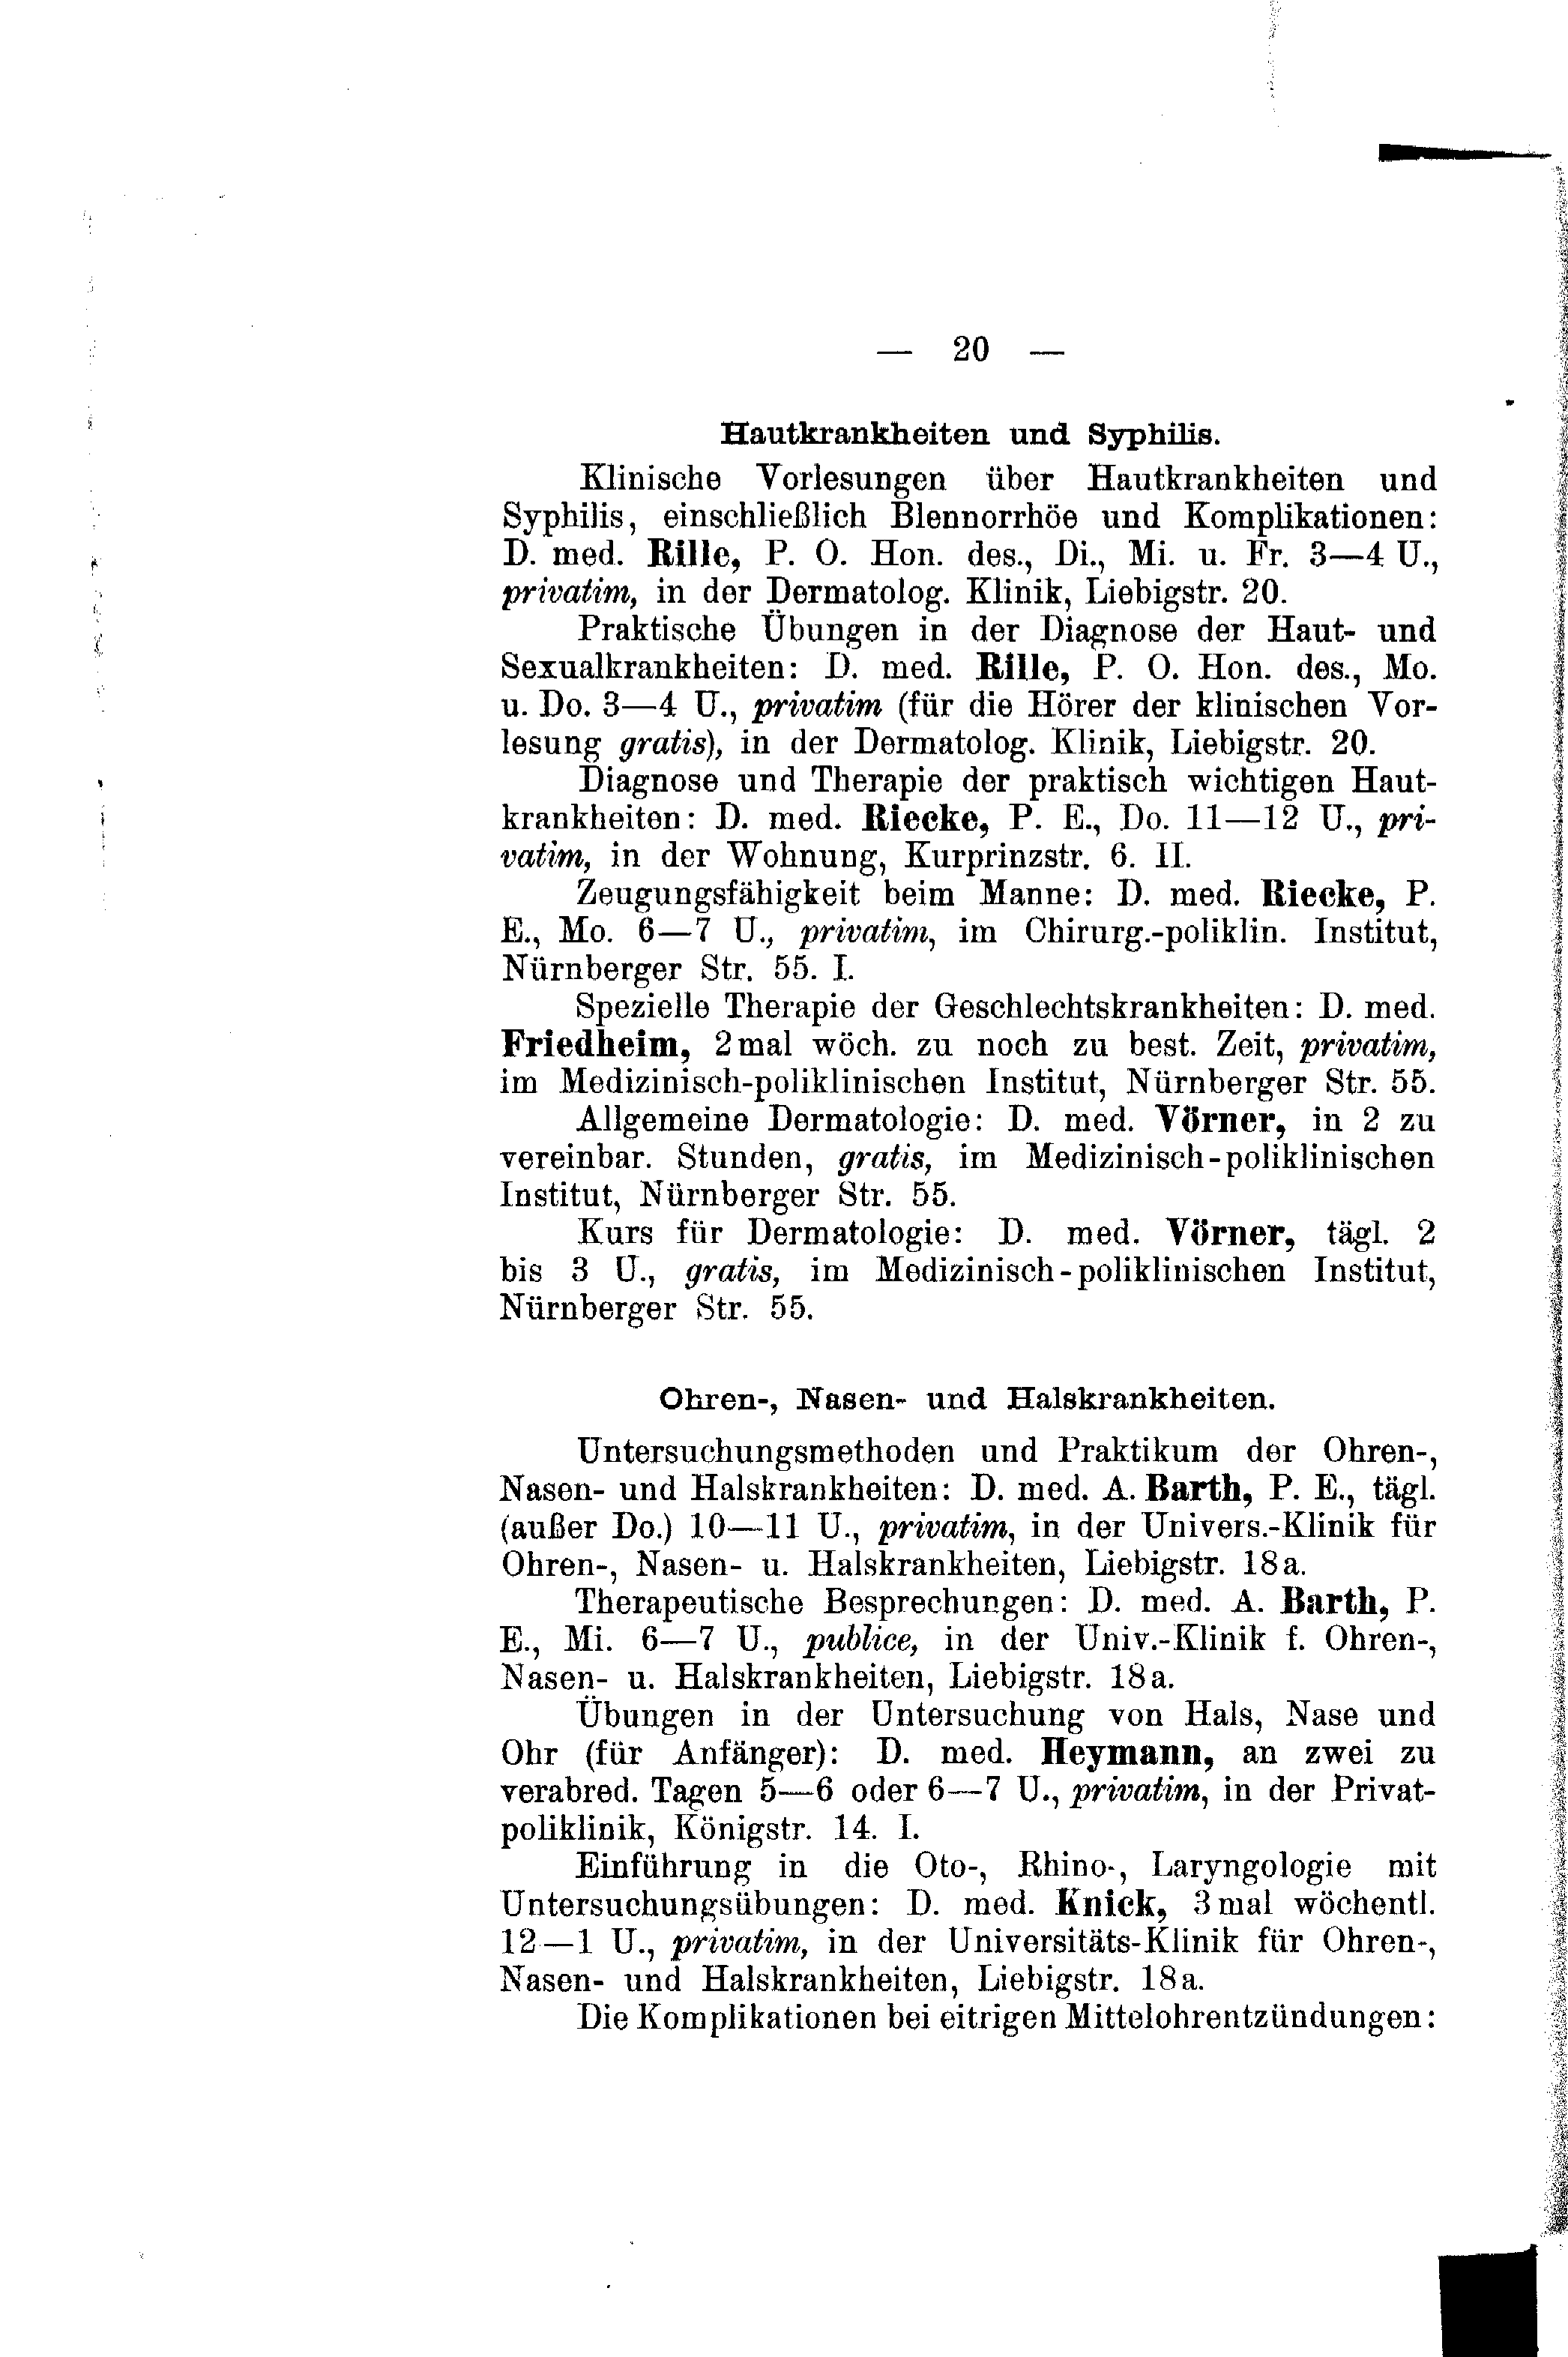 — 20 —
Hautkrankheiten und Syphilis.
Klinische Vorlesungen über Hautkrankheiten und
Syphilis, einschließlich Blennorrhöe und Komplikationen:
D. med. Rille, P. O. Hon. des., Di., Mi. u. Fr. 3—4 U.,
privatim, in der Dermatolog. Klinik, Liebigstr. 20.
Praktische Übungen in der Diagnose der Haut- und
Sexualkrankheiten: D. med. Rille, P. O. Hon. des., Mo.
u. Do. 3—4 U., privatim (für die Hörer der klinischen Vor-
lesung gratis), in der Dermatolog. Klinik, Liebigstr. 20.
Diagnose und Therapie der praktisch wichtigen Haut-
krankheiten: D. med. Riecke, P. E., Do. 11—12 U., pri-
vatim, in der Wohnung, Kurprinzstr. 6. II.
Zeugungsfähigkeit beim Manne: D. med. Riecke, P.
E., Mo. 6—7 U., privatim, im Chirurg.-poliklin. Institut,
Nürnberger Str. 55. I.
Spezielle Therapie der Geschlechtskrankheiten: D. med.
Friedheim, 2mal wöch. zu noch zu best. Zeit, privatim,
im Medizinisch-poliklinischen Institut, Nürnberger Str. 55.
Allgemeine Dermatologie: D. med. Vörner, in 2 zu
vereinbar. Stunden, gratis, im Medizinisch-poliklinischen
Institut, Nürnberger Str. 55.
Kurs für Dermatologie: D. med. Vörner, tägl. 2
bis 3 U., gratis, im Medizinisch-poliklinischen Institut,
Nürnberger Str. 55.
Ohren-, Nasen- und Halskrankheiten.
Untersuchungsmethoden und Praktikum der Ohren-,
Nasen- und Halskrankheiten: D. med. A. Barth, P. E., tägl.
(außer Do.) 10—11 U., privatim, in der Univers.-Klinik für
Ohren-, Nasen- u. Halskrankheiten, Liebigstr. 18a.
Therapeutische Besprechungen: D. med. A. Barth, P.
E., Mi. 6—7 U., publice, in der Univ.-Klinik f. Ohren-,
Nasen- u. Halskrankheiten, Liebigstr. 18a.
Übungen in der Untersuchung von Hals, Nase und
Ohr (für Anfänger): D. med. Heymann, an zwei zu
verabred. Tagen 5—6 oder 6—7 U., privatim, in der Privat-
poliklinik, Königstr. 14. I.
Einführung in die Oto-, Rhino-, Laryngologie mit
Untersuchungsübungen: D. med. Knick, 3mal wöchentl.
12—1 U., privatim, in der Universitäts-Klinik für Ohren-,
Nasen- und Halskrankheiten, Liebigstr. 18a.
Die Komplikationen bei eitrigen Mittelohrentzündungen: